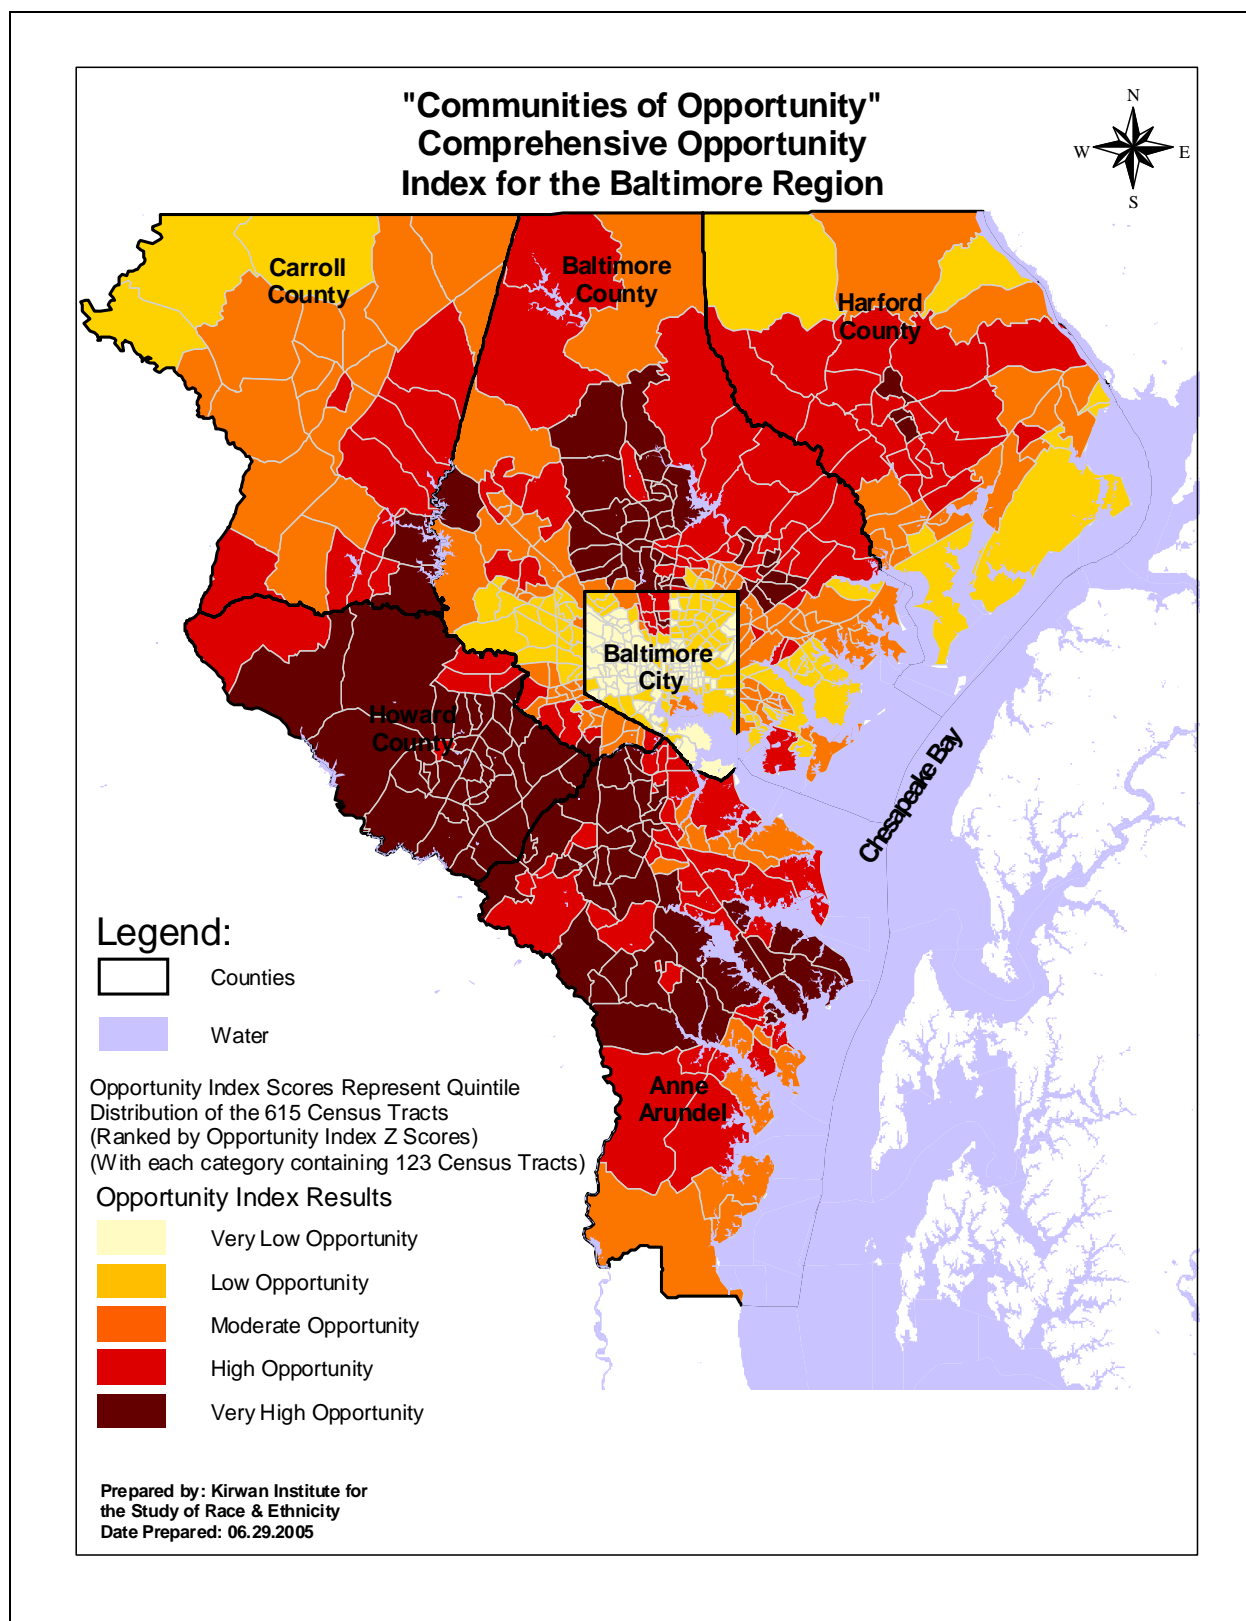 "Communities of Opportunity"
Comprehensive Opportunity
Index for the Baltimore Region
N
W
E
S
Carroll
County
Baltimore
County
Harford
County
Baltimore
City
Howard
County
Chesapeake Bay
Anne
Arundel
Legend:
Counties
Water
Opportunity Index Scores Represent Quintile
Distribution of the 615 Census Tracts
(Ranked by Opportunity Index Z Scores)
(With each category containing 123 Census Tracts)
Opportunity Index Results
Very Low Opportunity
Low Opportunity
Moderate Opportunity
High Opportunity
Very High Opportunity
Prepared by: Kirwan Institute for
the Study of Race & Ethnicity
Date Prepared: 06.29.2005